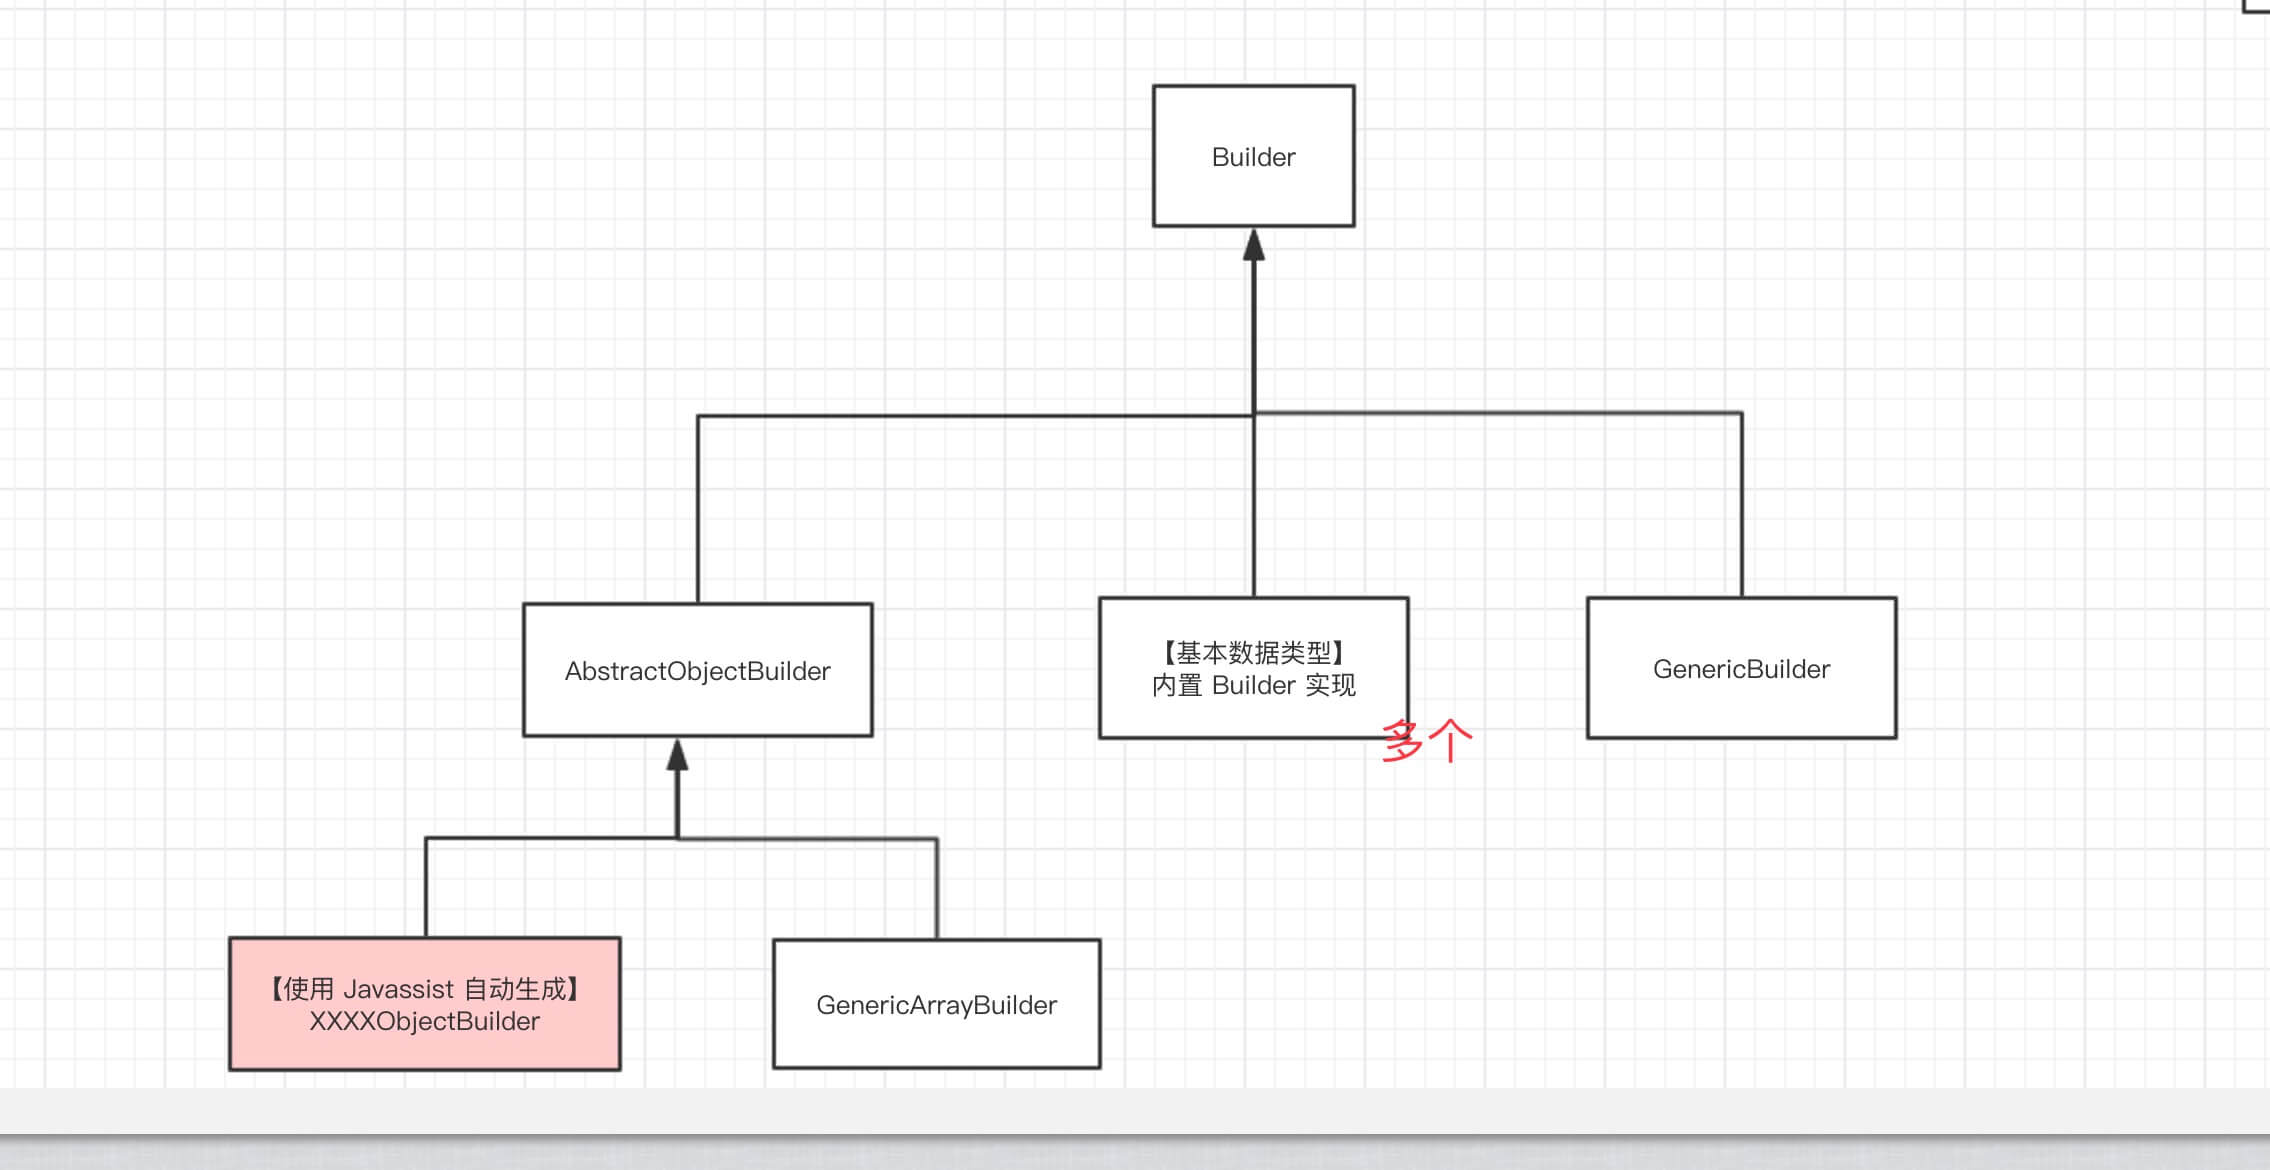 Builder
AbstractObjectBuilder
【基本数据类型】
内置 Builder 实现
多个
GenericBuilder
【使用 Javassist 自动生成】
XXXXObjectBuilder
GenericArrayBuilder